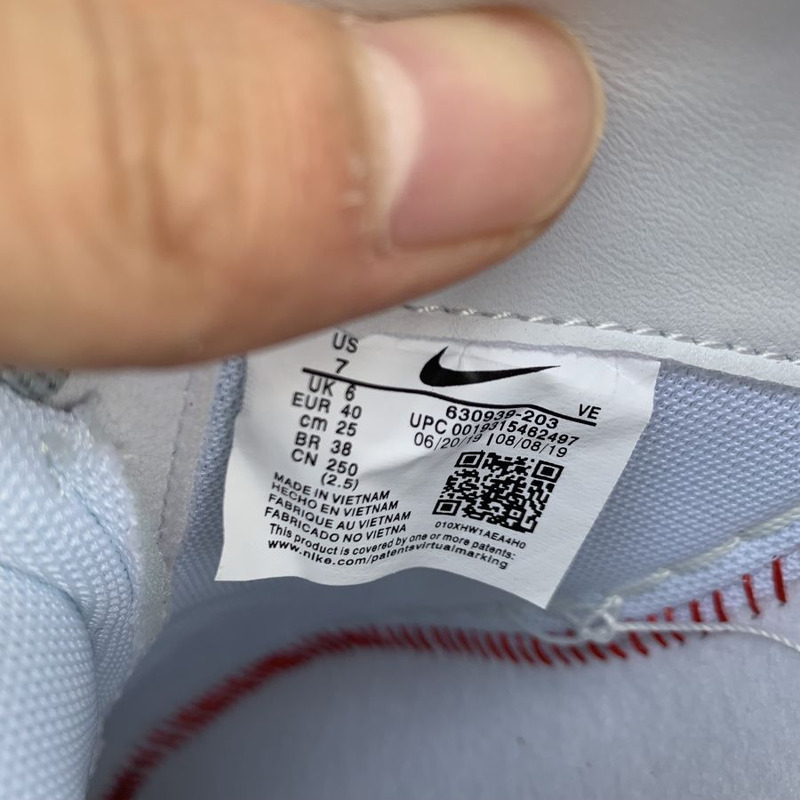 US
7
UK 6
EUR 40
cm 25
BR 38
CN 250
(2.5)
VE
630939-203
UPC 0019315462497
06/20/19 | 08/08/19
010XHW1AEA4H0
MADE IN VIETNAM
HECHO EN VIETNAM
FABRIQUE AU VIETNAM
FABRICADO NO VIETNA
This product is covered by one or more patents:
www.nike.com/patentsvirtualmarking